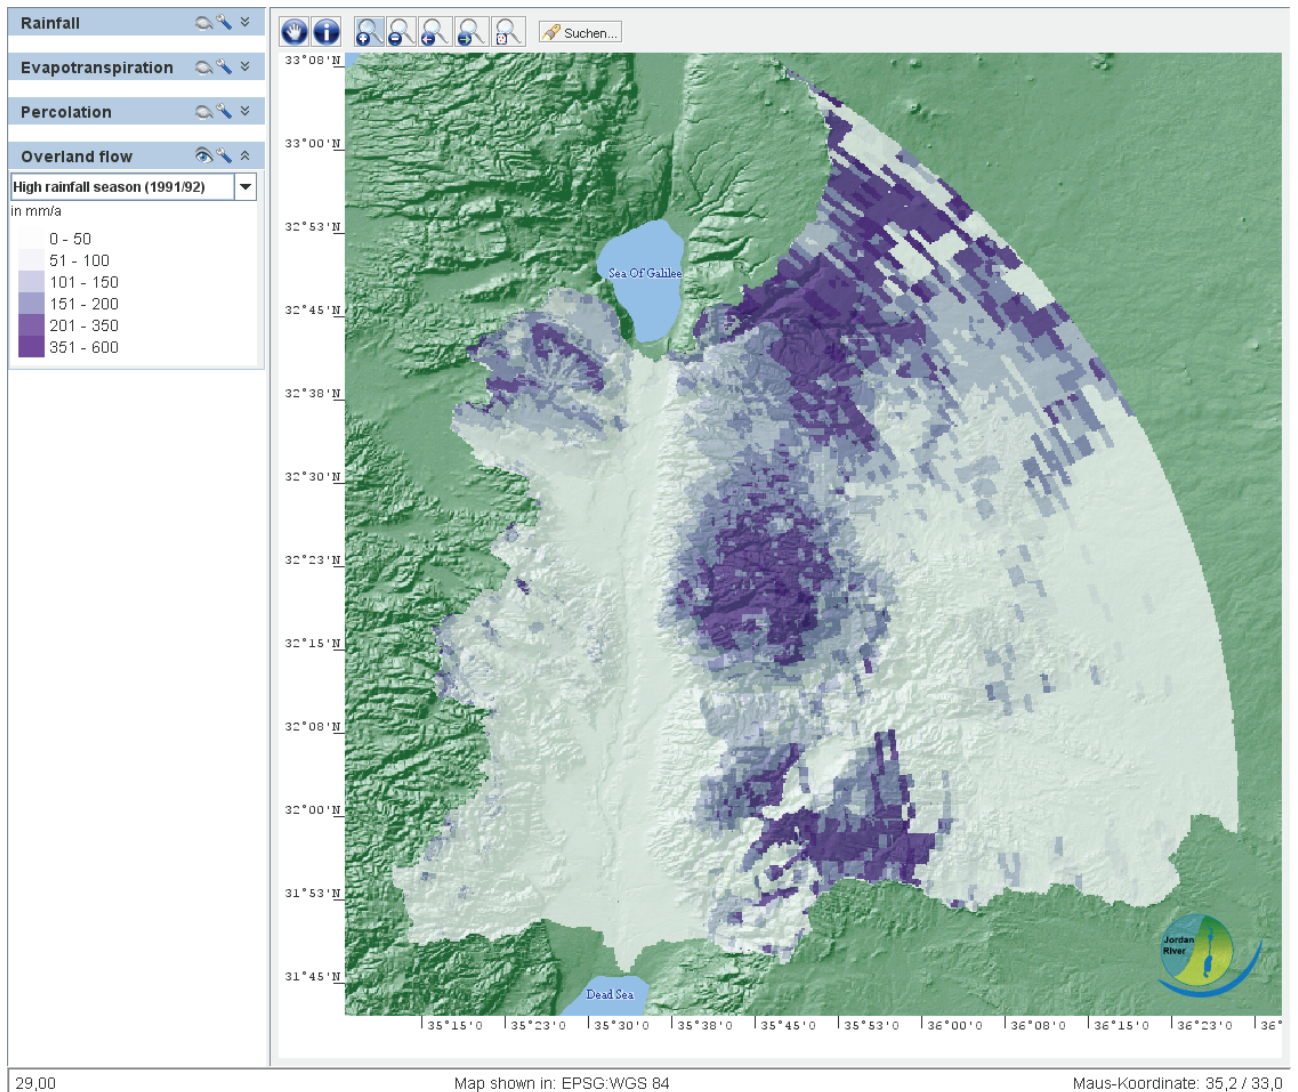 Rainfall
Evapotranspiration
Percolation
Overland flow
High rainfall season (1991/92)
in mm/a
0 - 50
51 - 100
101 - 150
151 - 200
201 - 350
351 - 600
Suchen...
33°08'N
33°00'N
32°53'N
32°45'N
32°38'N
32°30'N
32°23'N
32°15'N
32°08'N
32°00'N
31°53'N
31°45'N
Sea Of Galilee
Dead Sea
Jordan
River
35°15'0
35°23'0
35°30'0
35°38'0
35°45'0
35°53'0
36°00'0
36°08'0
36°15'0
36°23'0
36°
29,00
Map shown in: EPSG:WGS 84
Maus-Koordinate: 35,2 / 33,0